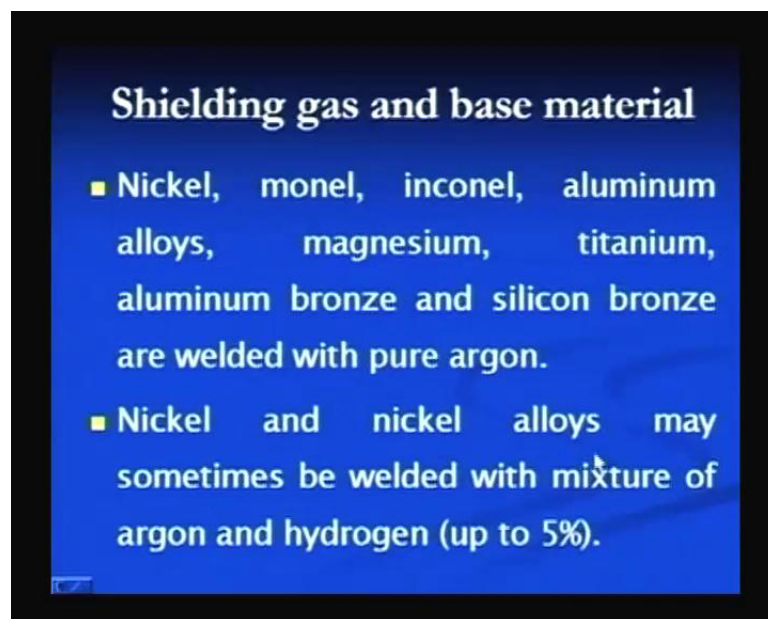 Shielding gas and base material
Nickel, monel, inconel, aluminum
alloys, magnesium, titanium,
aluminum bronze and silicon bronze
are welded with pure argon.
Nickel and nickel alloys may
sometimes be welded with mixture of
argon and hydrogen (up to 5%).